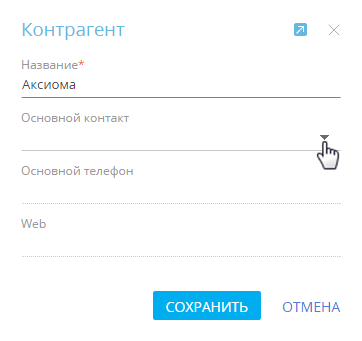 Контрагент
Название*
Аксиома
Основной контакт
Основной телефон
Web
СОХРАНИТЬ ОТМЕНА